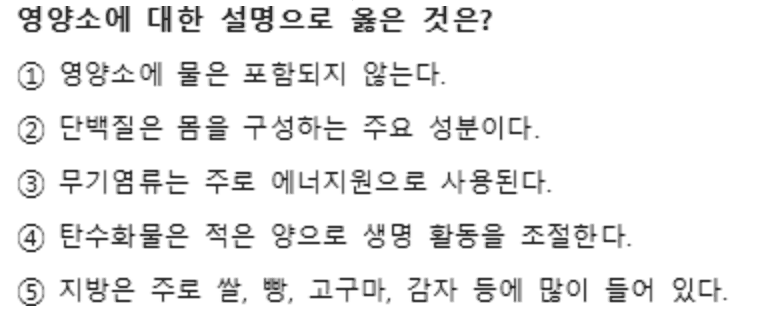 영양소에 대한 설명으로 옳은 것은?
① 영양소에 물은 포함되지 않는다.
② 단백질은 몸을 구성하는 주요 성분이다.
③ 무기염류는 주로 에너지원으로 사용된다.
④ 탄수화물은 적은 양으로 생명 활동을 조절한다.
⑤ 지방은 주로 쌀, 빵, 고구마, 감자 등에 많이 들어 있다.